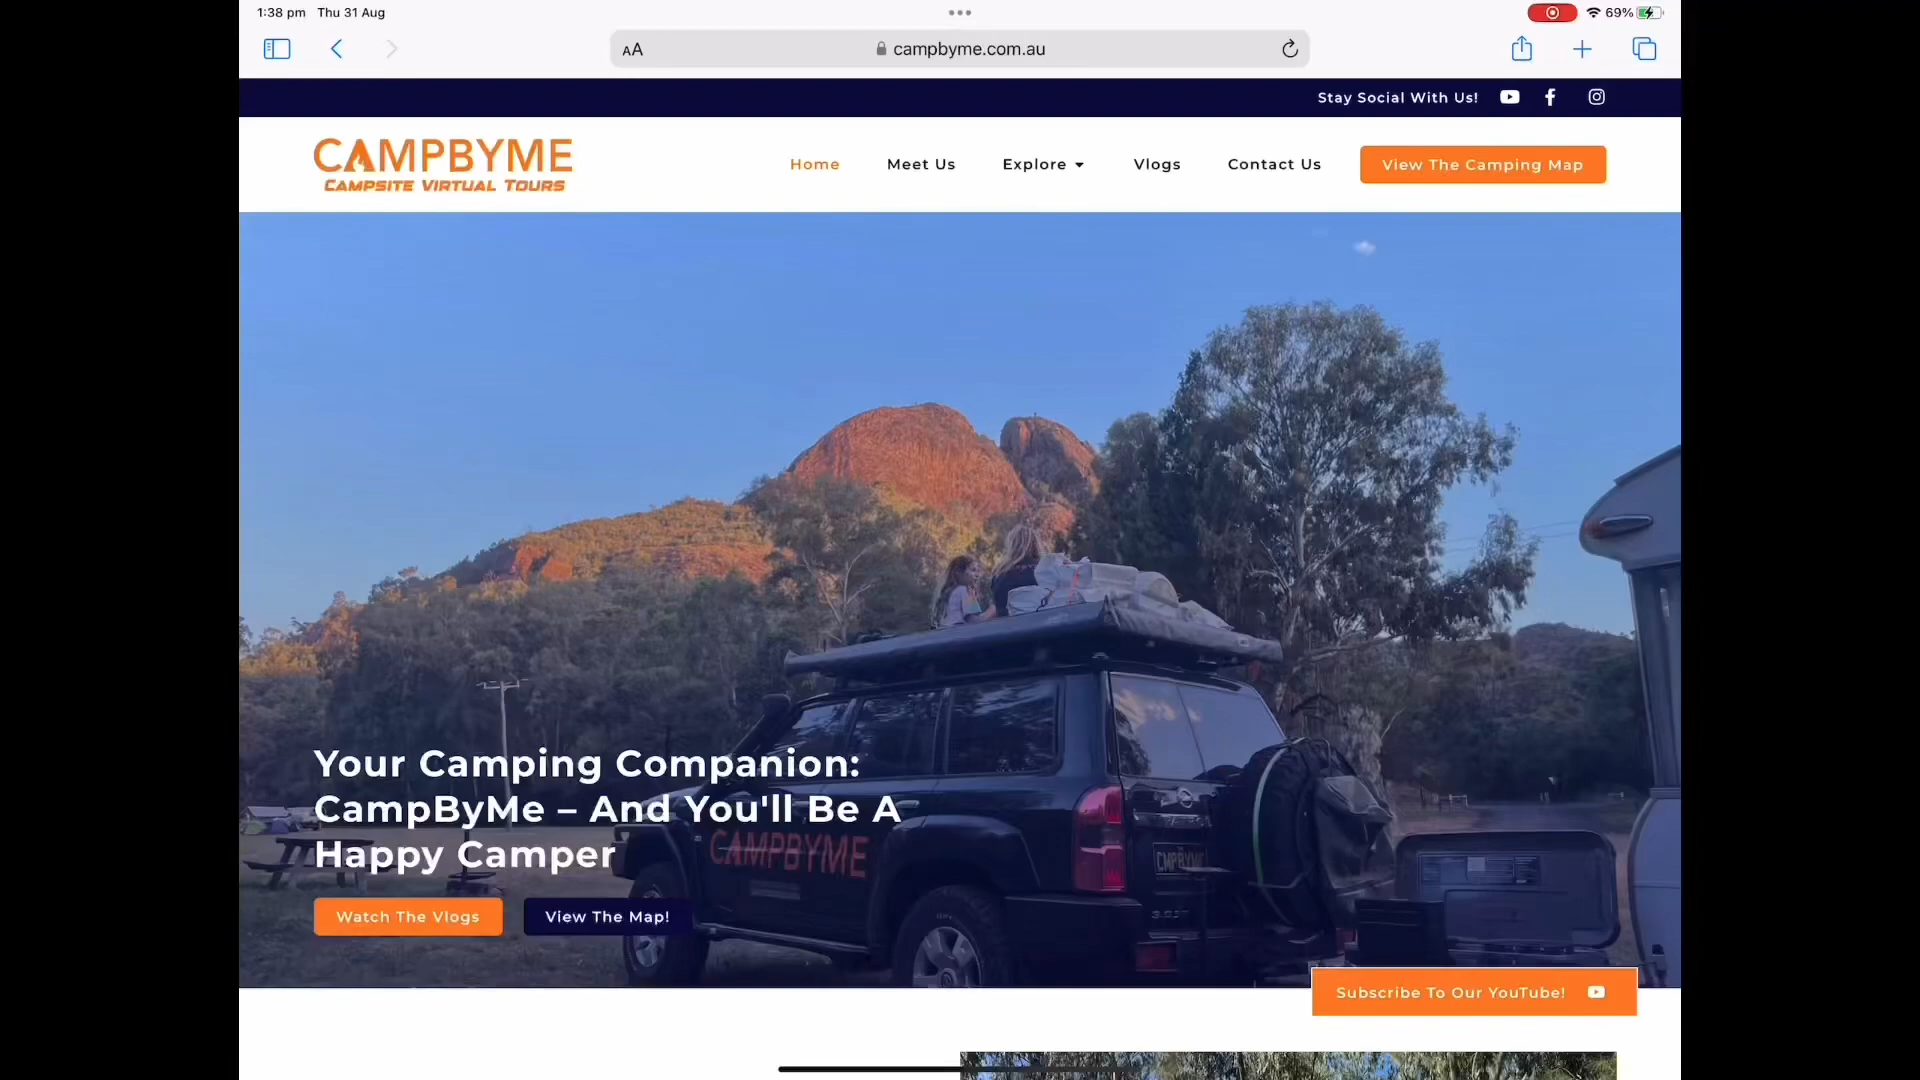 1:38 pm Thu 31 Aug
69%
AA campbyme.com.au
Stay Social With Us!
CAMPBYME
CAMPSITE VIRTUAL TOURS
Home Meet Us Explore Vlogs Contact Us View The Camping Map
Your Camping Companion:
CampByMe – And You'll Be A
Happy Camper
CAMPBYME
Watch The Vlogs View The Map!
Subscribe To Our YouTube!